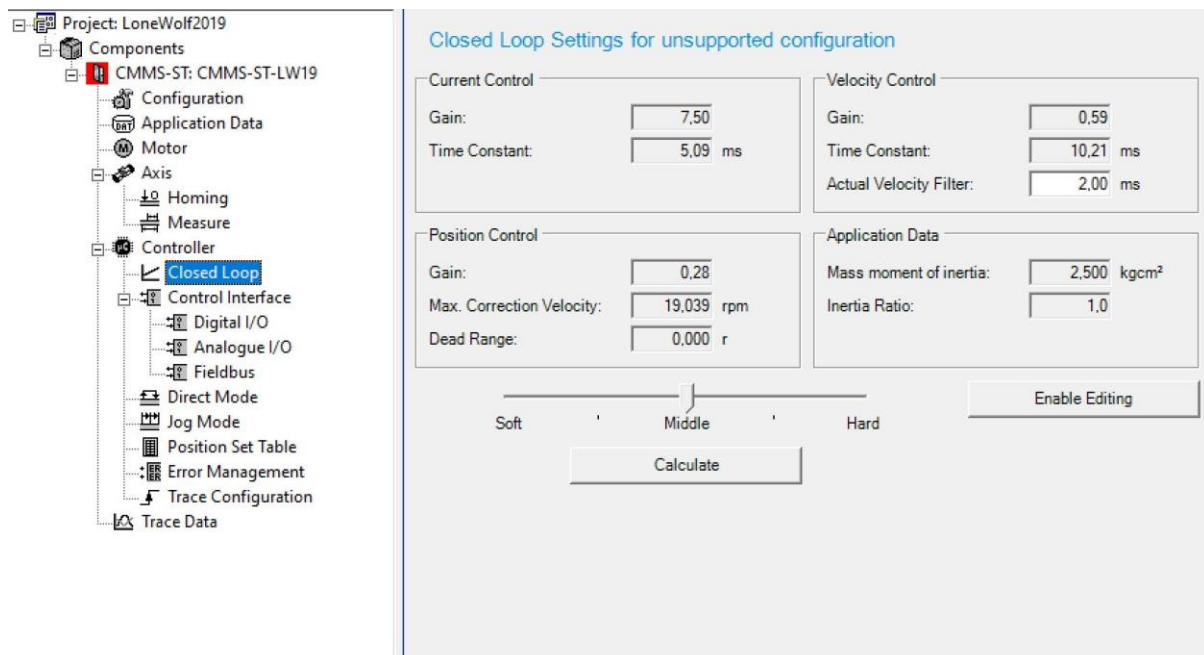 Project: LoneWolf2019
Components
CMMS-ST: CMMS-ST-LW19
Configuration
DAT
Application Data
M
Motor
Axis
Homing
Measure
µC
Controller
Closed Loop
Control Interface
Digital I/O
Analogue I/O
Fieldbus
Direct Mode
Jog Mode
Position Set Table
ER
ER
Error Management
Trace Configuration
Trace Data
Closed Loop Settings for unsupported configuration
Current Control
Gain: 7,50
Time Constant: 5,09 ms
Velocity Control
Gain: 0,59
Time Constant: 10,21 ms
Actual Velocity Filter: 2,00 ms
Position Control
Gain: 0,28
Max. Correction Velocity: 19,039 rpm
Dead Range: 0,000 r
Application Data
Mass moment of inertia: 2,500 kgcm²
Inertia Ratio: 1,0
Soft ' Middle ' Hard
Enable Editing
Calculate